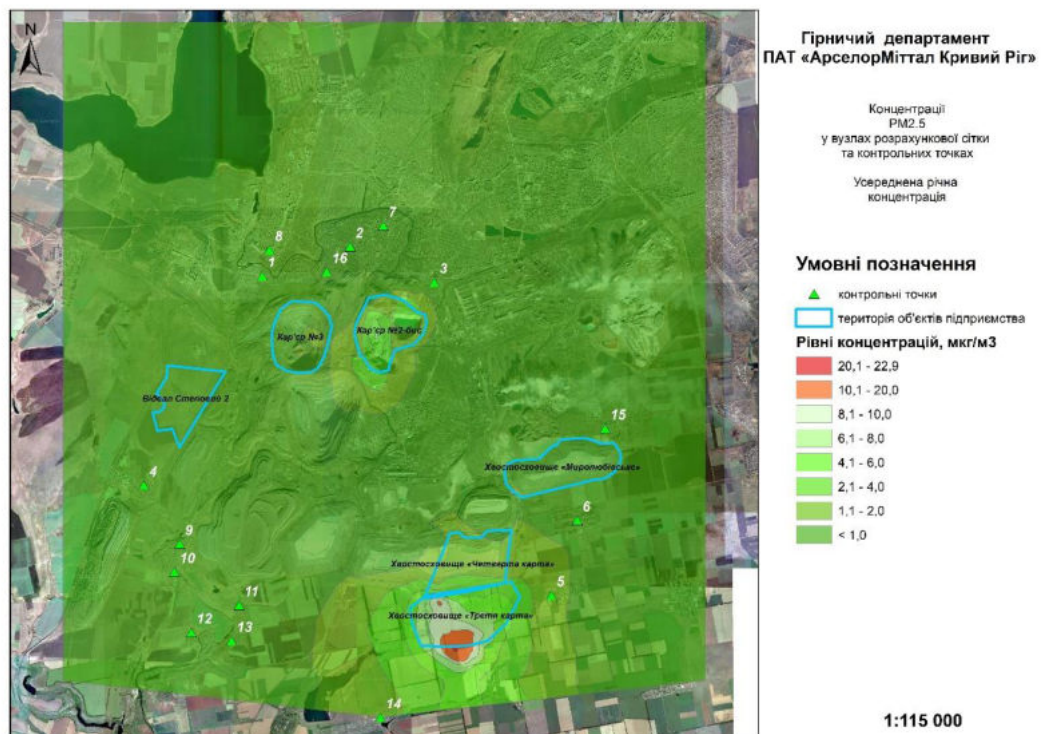 N
Гірничий департамент
ПАТ «АрселорМіттал Кривий Ріг»
Концентрації
PM2.5
у вузлах розрахункової сітки
та контрольних точках
Усереднена річна
концентрація
7
2
8
16
1
3
Кар'єр №3
Кар'єр №2-біс
Відвал Степовий 2
15
Хвостосховище «Миролюбівське»
4
6
9
Хвостосховище «Четверта карта»
10
5
11
Хвостосховище «Третя карта»
12
13
14
Умовні позначення
контрольні точки
територія об'єктів підприємства
Рівні концентрацій, мкг/м3
20,1 - 22,9
10,1 - 20,0
8,1 - 10,0
6,1 - 8,0
4,1 - 6,0
2,1 - 4,0
1,1 - 2,0
< 1,0
1:115 000